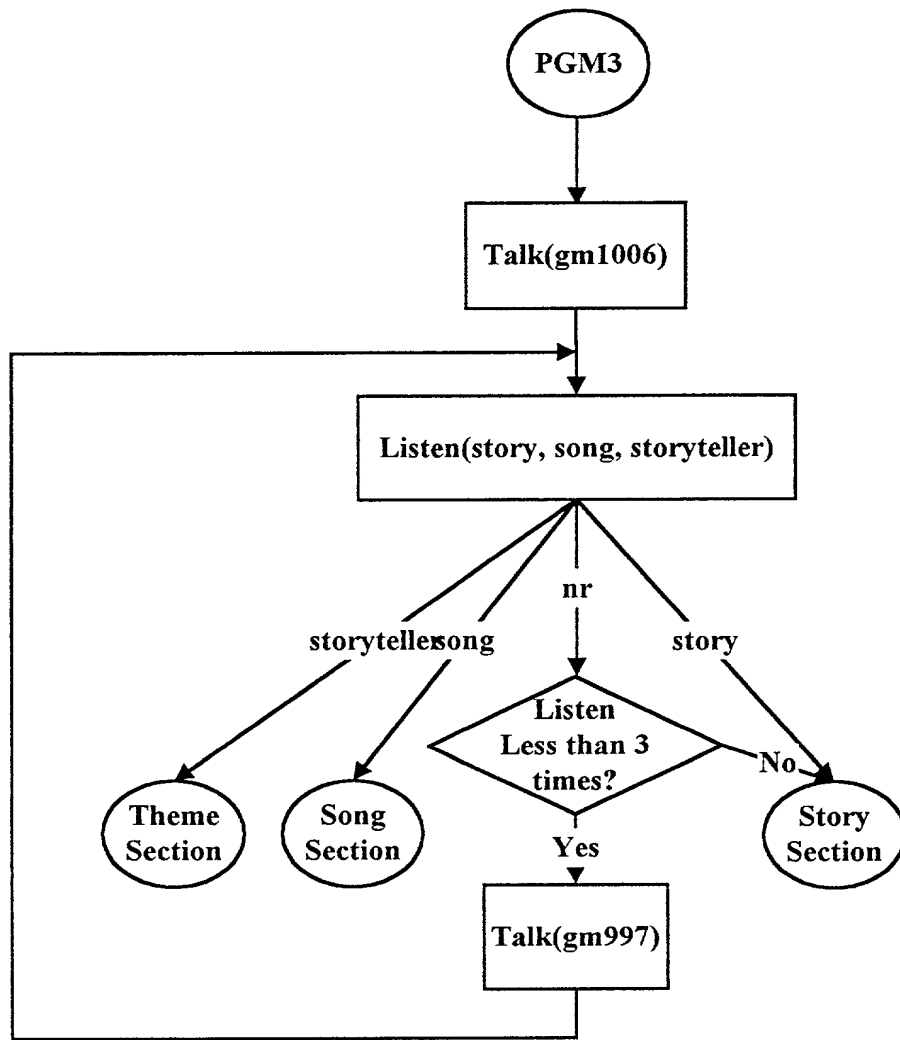 PGM3
Talk(gm1006)
Listen(story, song, storyteller)
nr
storyteller
song
story
Listen
Less than 3
times?
No
Theme
Section
Song
Section
Story
Section
Yes
Talk(gm997)